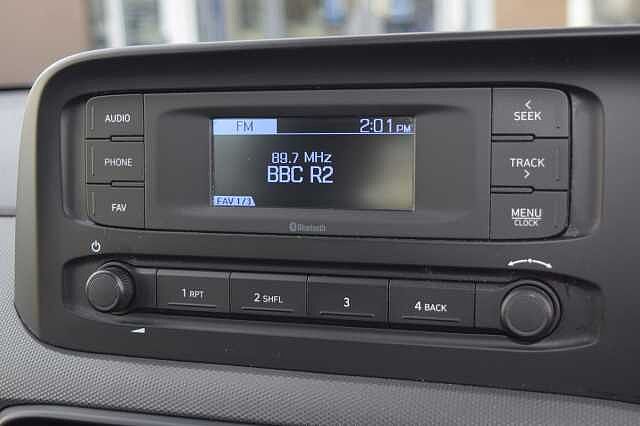 AUDIO
PHONE
FAV
FM 2:01 PM
89.7 MHz
BBC R2
FAV 1/3
Bluetooth
< SEEK
TRACK >
MENU
CLOCK
1 RPT
2 SHFL
3
4 BACK